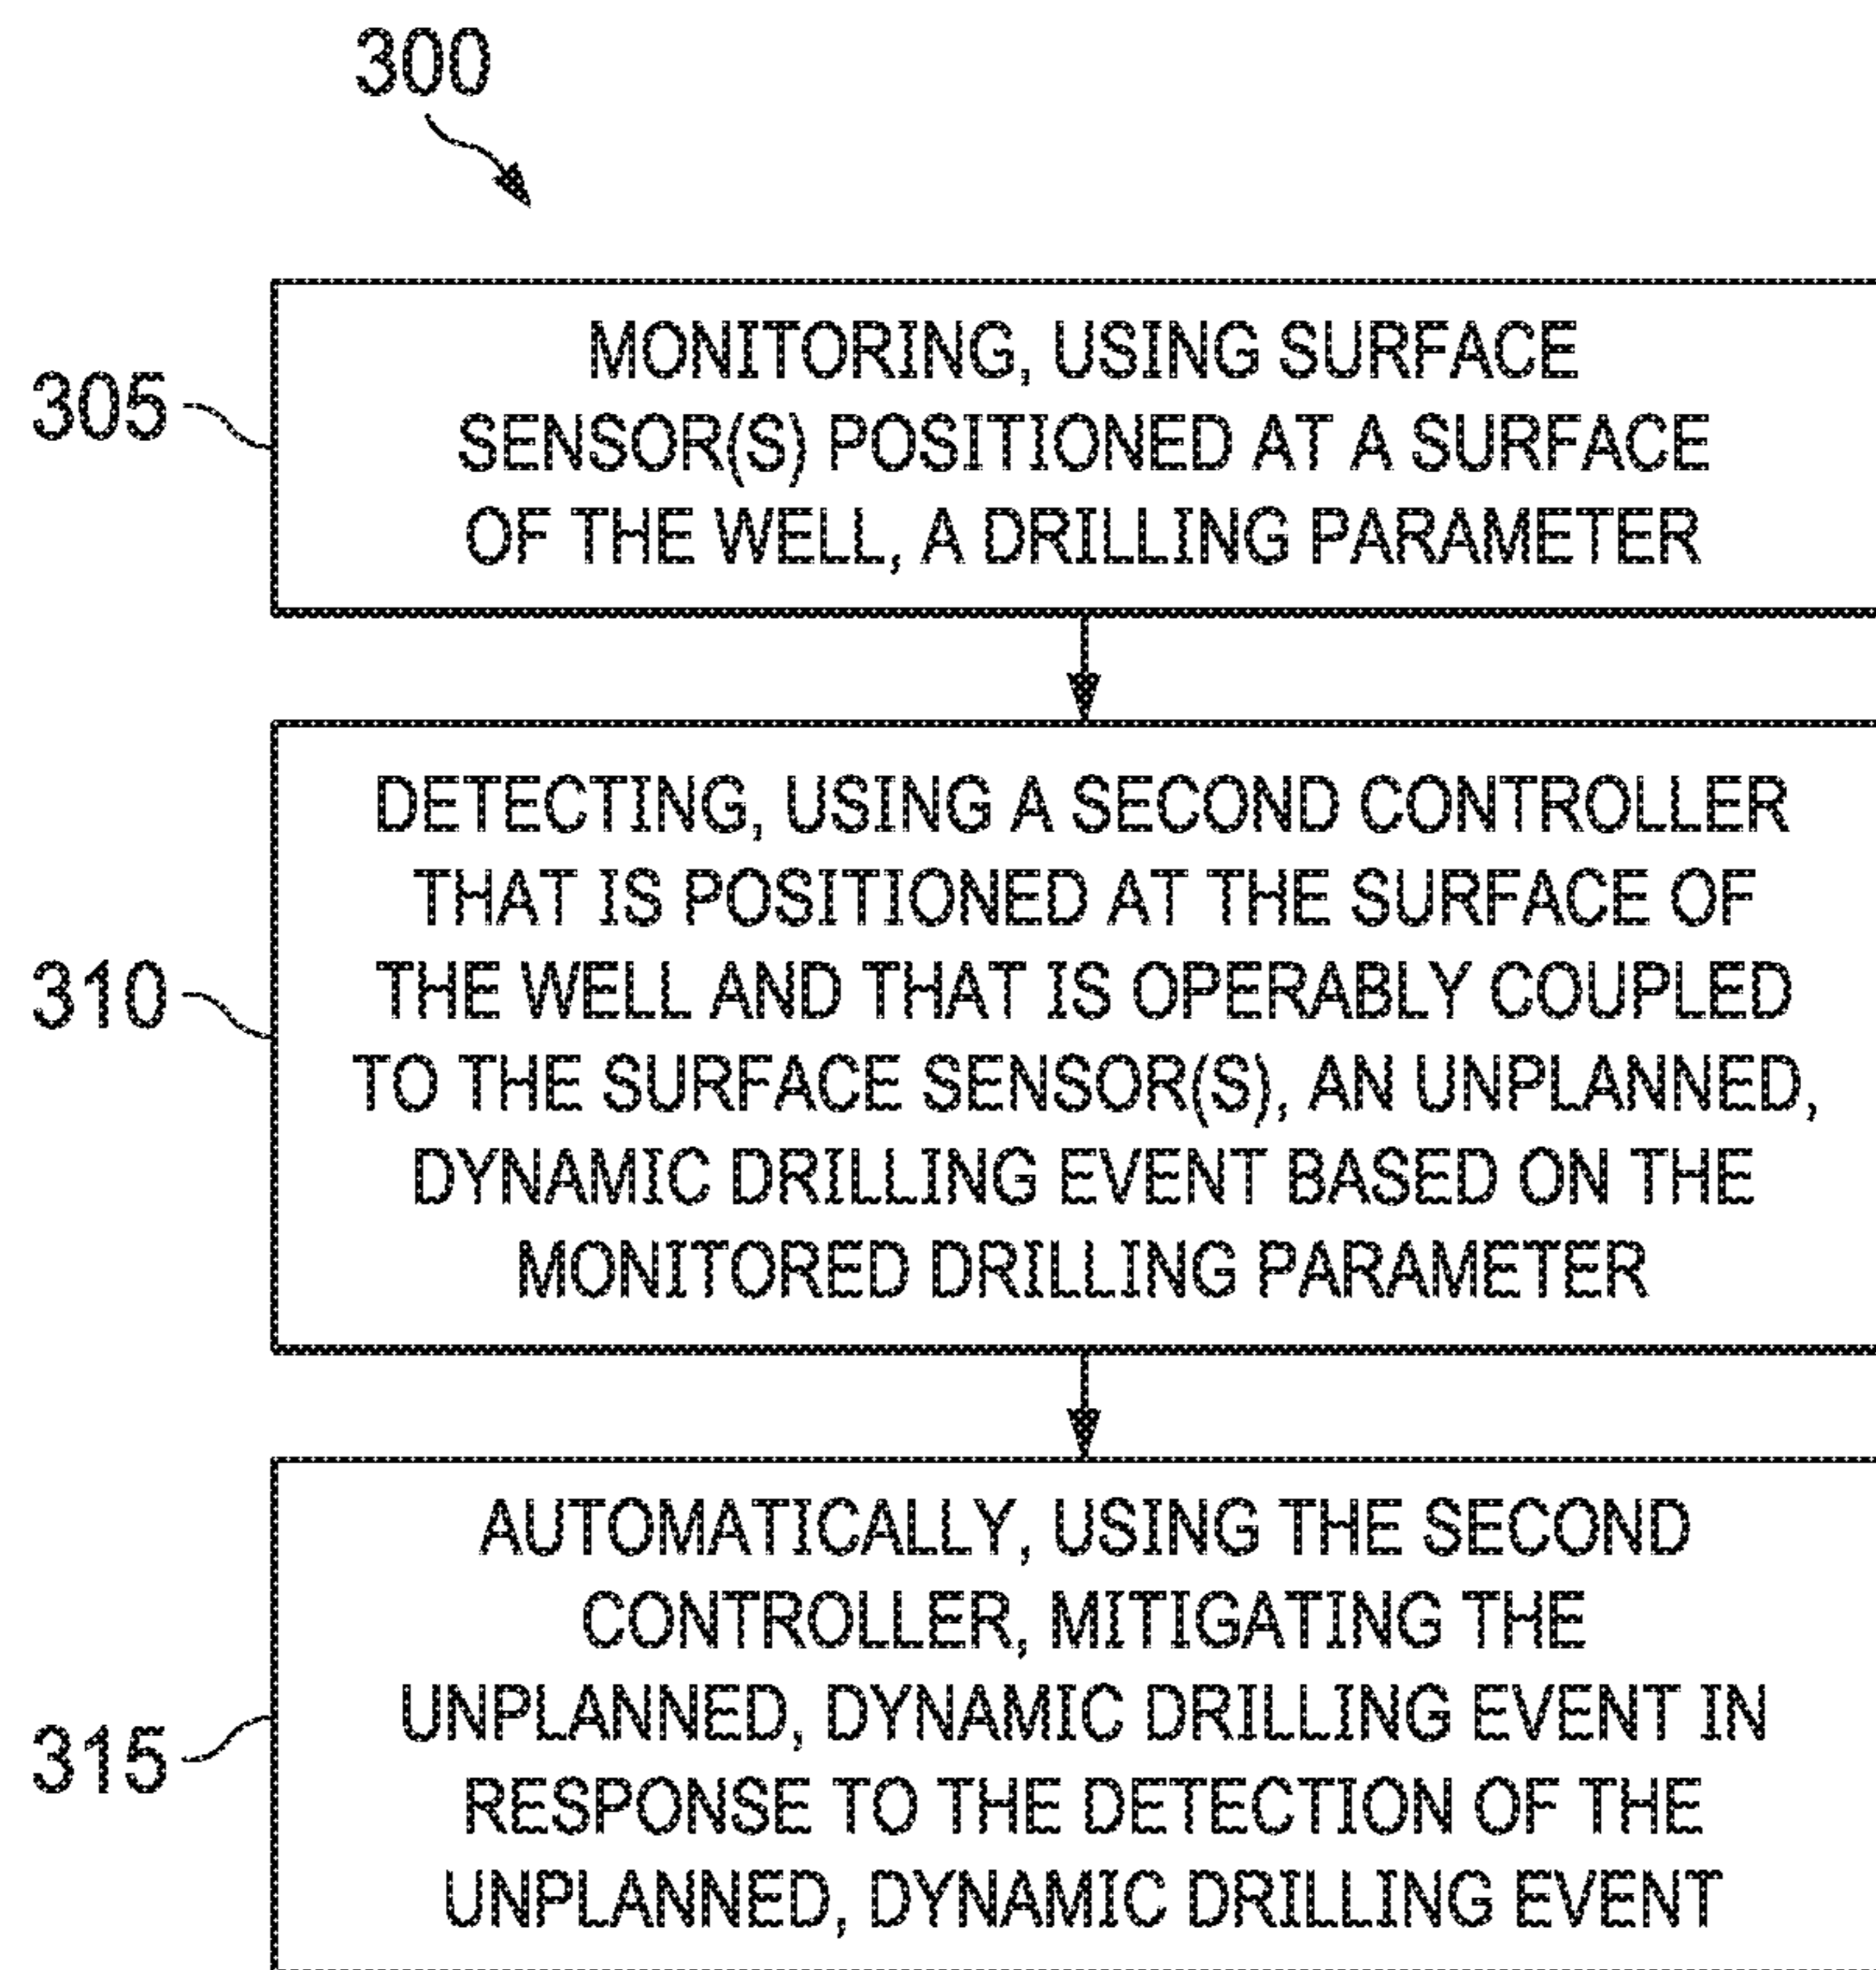 300
305
MONITORING, USING SURFACE
SENSOR(S) POSITIONED AT A SURFACE
OF THE WELL, A DRILLING PARAMETER
310
DETECTING, USING A SECOND CONTROLLER
THAT IS POSITIONED AT THE SURFACE OF
THE WELL AND THAT IS OPERABLY COUPLED
TO THE SURFACE SENSOR(S), AN UNPLANNED,
DYNAMIC DRILLING EVENT BASED ON THE
MONITORED DRILLING PARAMETER
315
AUTOMATICALLY, USING THE SECOND
CONTROLLER, MITIGATING THE
UNPLANNED, DYNAMIC DRILLING EVENT IN
RESPONSE TO THE DETECTION OF THE
UNPLANNED, DYNAMIC DRILLING EVENT